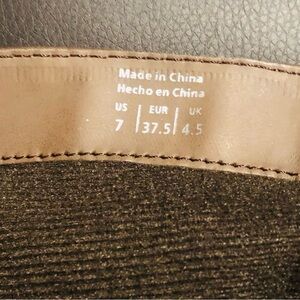 Made in China
Hecho en China
US EUR UK
7 37.5 4.5